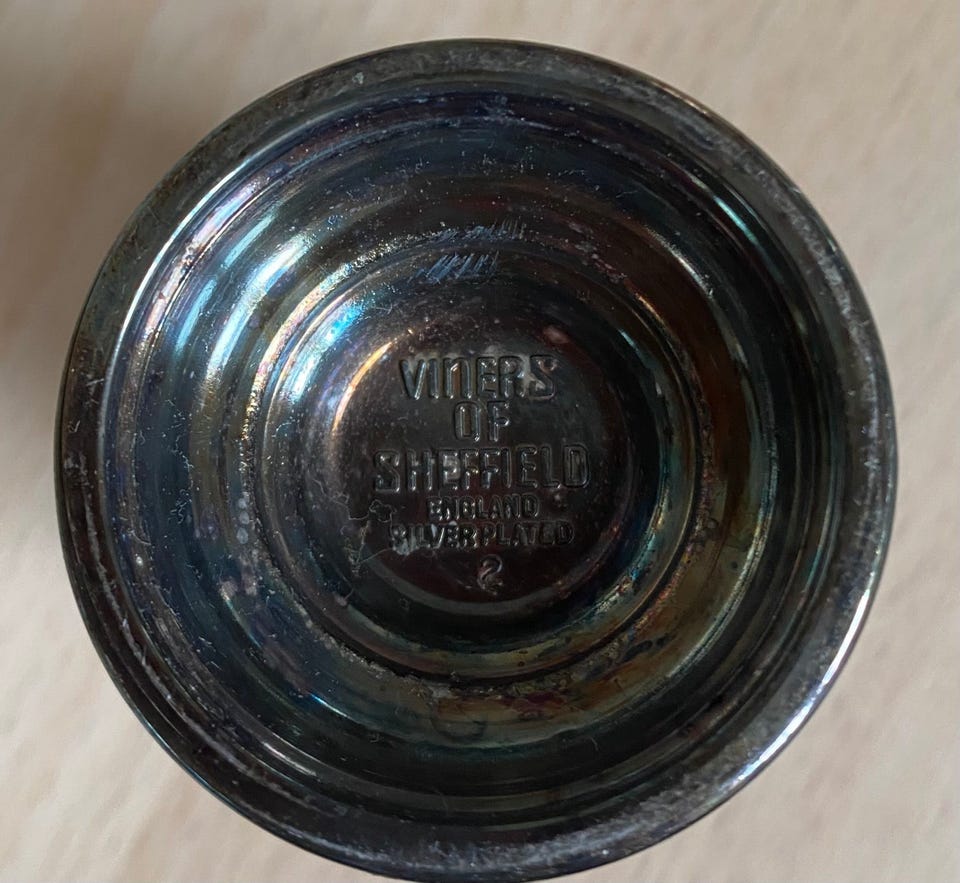 VINERS
OF
SHEFFIELD
ENGLAND
SILVER PLATED
2